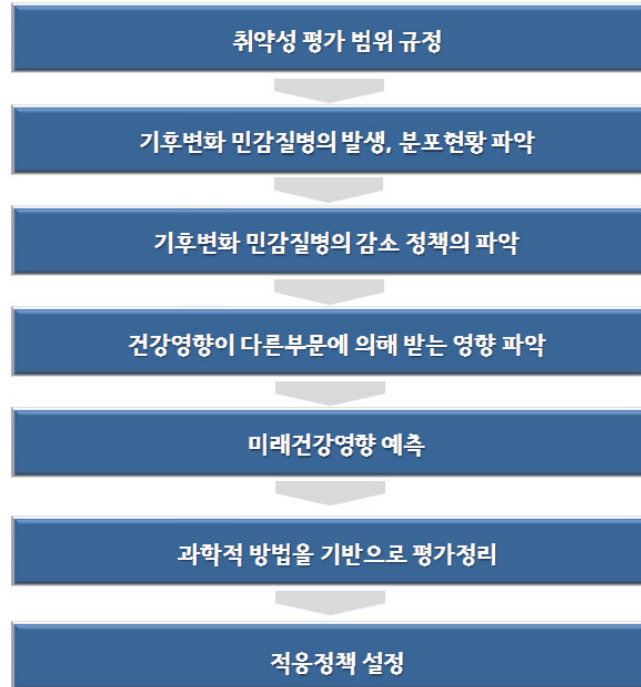 취약성 평가 범위 규정
기후변화 민감질병의 발생, 분포현황 파악
기후변화 민감질병의 감소 정책의 파악
건강영향이 다른부문에 의해 받는 영향 파악
미래건강영향 예측
과학적 방법을 기반으로 평가정리
적응정책 설정